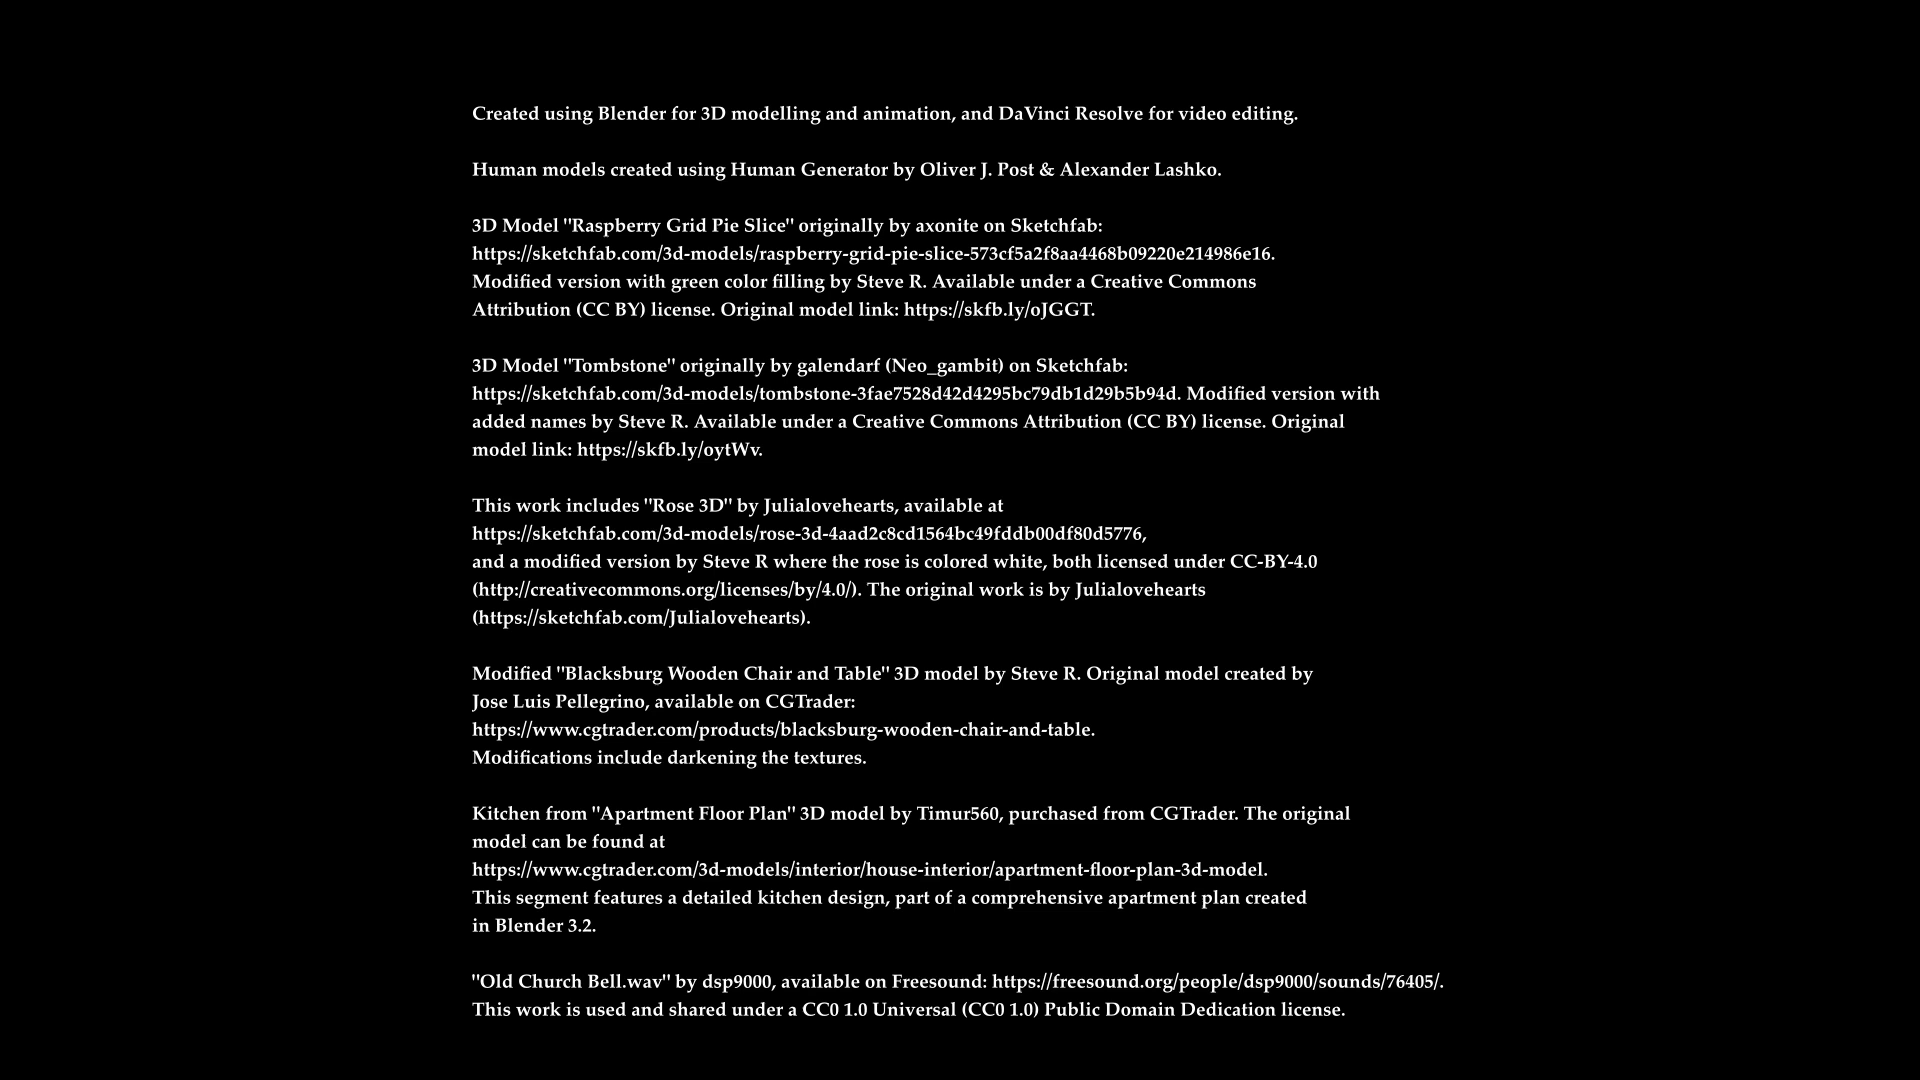 Created using Blender for 3D modelling and animation, and DaVinci Resolve for video editing.
Human models created using Human Generator by Oliver J. Post & Alexander Lashko.
3D Model "Raspberry Grid Pie Slice" originally by axonite on Sketchfab:
https://sketchfab.com/3d-models/raspberry-grid-pie-slice-573cf5a2f8aa4468b09220e214986e16.
Modified version with green color filling by Steve R. Available under a Creative Commons
Attribution (CC BY) license. Original model link: https://skfb.ly/oJGGT.
3D Model "Tombstone" originally by galendarf (Neo_gambit) on Sketchfab:
https://sketchfab.com/3d-models/tombstone-3fae7528d42d4295bc79db1d29b5b94d. Modified version with
added names by Steve R. Available under a Creative Commons Attribution (CC BY) license. Original
model link: https://skfb.ly/oytWv.
This work includes "Rose 3D" by Julialovehearts, available at
https://sketchfab.com/3d-models/rose-3d-4aad2c8cd1564bc49fddb00df80d5776,
and a modified version by Steve R where the rose is colored white, both licensed under CC-BY-4.0
(http://creativecommons.org/licenses/by/4.0/). The original work is by Julialovehearts
(https://sketchfab.com/Julialovehearts).
Modified "Blacksburg Wooden Chair and Table" 3D model by Steve R. Original model created by
Jose Luis Pellegrino, available on CGTrader:
https://www.cgtrader.com/products/blacksburg-wooden-chair-and-table.
Modifications include darkening the textures.
Kitchen from "Apartment Floor Plan" 3D model by Timur560, purchased from CGTrader. The original
model can be found at
https://www.cgtrader.com/3d-models/interior/house-interior/apartment-floor-plan-3d-model.
This segment features a detailed kitchen design, part of a comprehensive apartment plan created
in Blender 3.2.
"Old Church Bell.wav" by dsp9000, available on Freesound: https://freesound.org/people/dsp9000/sounds/76405/.
This work is used and shared under a CC0 1.0 Universal (CC0 1.0) Public Domain Dedication license.